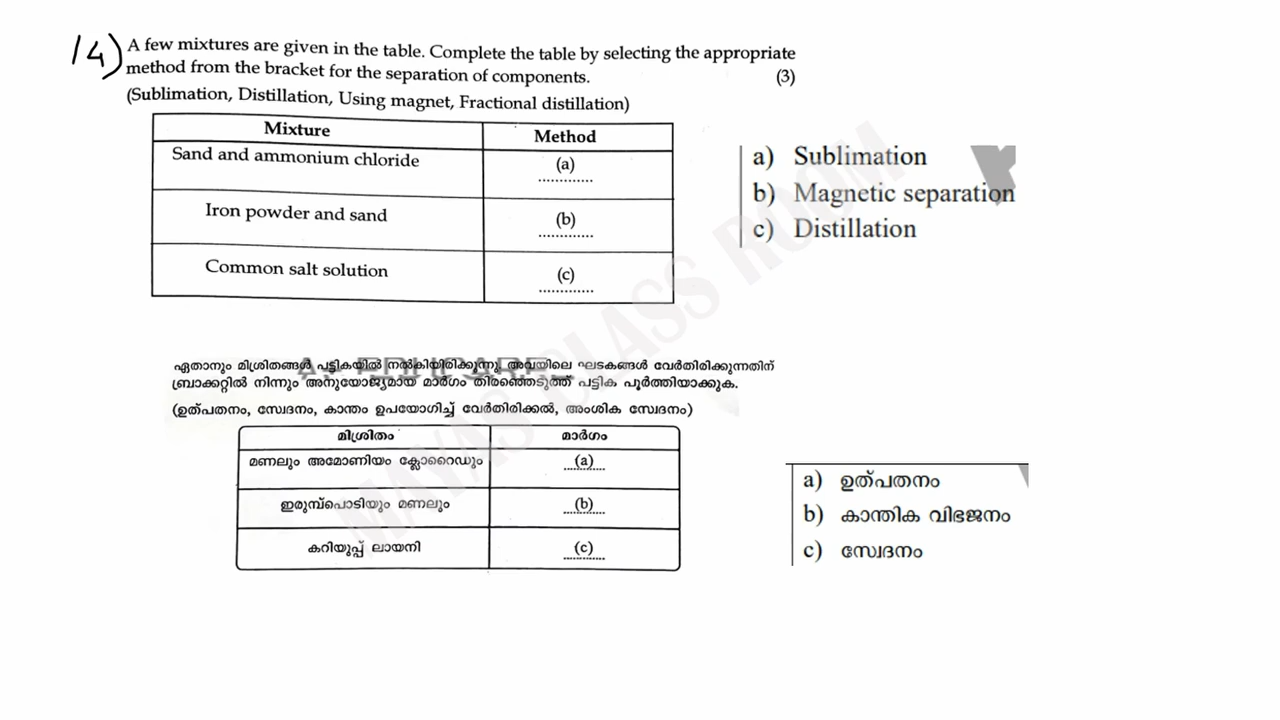 14) A few mixtures are given in the table. Complete the table by selecting the appropriate
method from the bracket for the separation of components. (3)
(Sublimation, Distillation, Using magnet, Fractional distillation)
Mixture Method
Sand and ammonium chloride (a) .............
Iron powder and sand (b) .............
Common salt solution (c) .............
a) Sublimation
b) Magnetic separation
c) Distillation
ഏതാനും മിശ്രിതങ്ങൾ പട്ടികയിൽ നൽകിയിരിക്കുന്നു. അവയിലെ ഘടകങ്ങൾ വേർതിരിക്കുന്നതിന്
ബ്രാക്കറ്റിൽ നിന്നും അനുയോജ്യമായ മാർഗം തിരഞ്ഞെടുത്ത് പട്ടിക പൂർത്തിയാക്കുക.
(ഉത്പതനം, സ്വേദനം, കാന്തം ഉപയോഗിച്ച് വേർതിരിക്കൽ, അംശിക സ്വേദനം)
മിശ്രിതം മാർഗം
മണലും അമോണിയം ക്ലോറൈഡും (a)
ഇരുമ്പ്പൊടിയും മണലും (b)
കറിയുപ്പ് ലായനി (c)
a) ഉത്പതനം
b) കാന്തിക വിഭജനം
c) സ്വേദനം
MAYAS CLASS ROOM